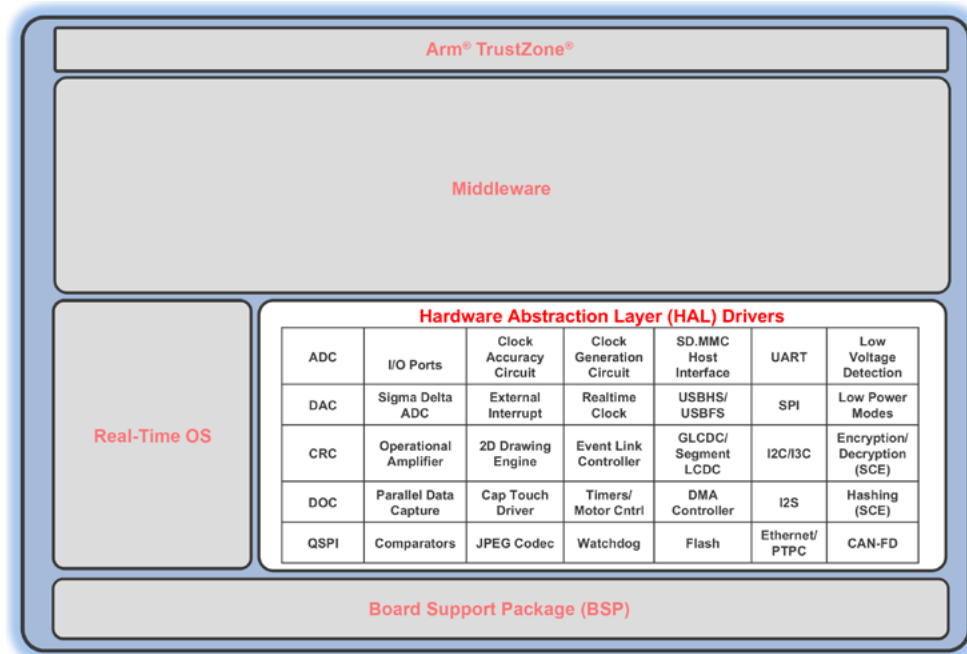 Arm® TrustZone®
Middleware
Real-Time OS
Hardware Abstraction Layer (HAL) Drivers
ADC
I/O Ports
Clock
Accuracy
Circuit
Clock
Generation
Circuit
SD.MMC
Host
Interface
UART
Low
Voltage
Detection
DAC
Sigma Delta
ADC
External
Interrupt
Realtime
Clock
USBHS/
USBFS
SPI
Low Power
Modes
CRC
Operational
Amplifier
2D Drawing
Engine
Event Link
Controller
GLCDC/
Segment
LCDC
I2C/I3C
Encryption/
Decryption
(SCE)
DOC
Parallel Data
Capture
Cap Touch
Driver
Timers/
Motor Cntrl
DMA
Controller
I2S
Hashing
(SCE)
QSPI
Comparators
JPEG Codec
Watchdog
Flash
Ethernet/
PTPC
CAN-FD
Board Support Package (BSP)